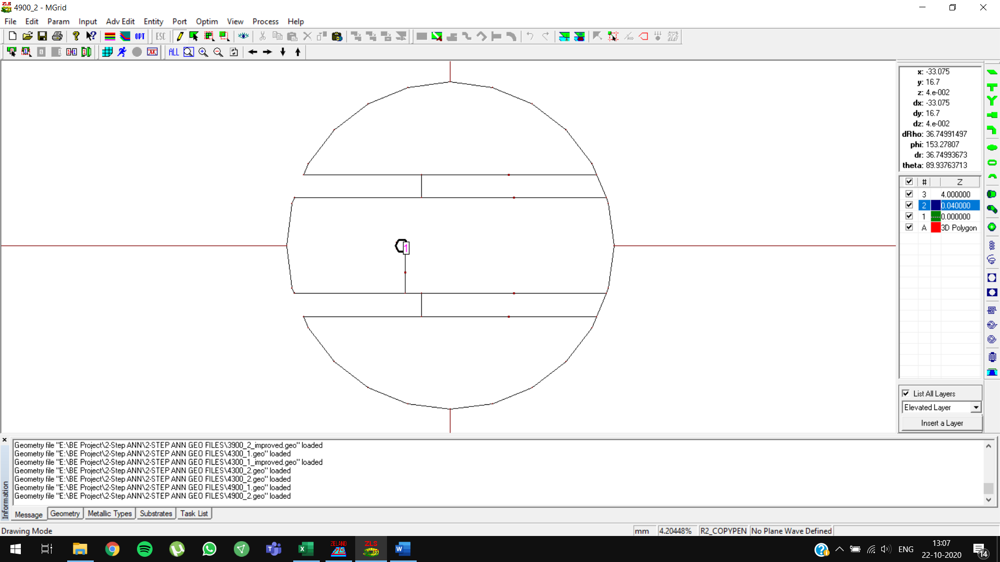 4900_2 - MGrid
File Edit Param Input Adv Edit Entity Port Optim View Process Help
OPT ESC
ALL
x: -33.075
y: 16.7
z: 4.e-002
dx: -33.075
dy: 16.7
dz: 4.e-002
dRho: 36.74991497
phi: 153.27807
dr: 36.74993673
theta: 89.93763713
# Z
3 4.000000
2 0.040000
1 0.000000
A 3D Polygon
1
List All Layers
Elevated Layer
Insert a Layer
Geometry file "E:\BE Project\2-Step ANN\2-STEP ANN GEO FILES\3900_2_improved.geo" loaded
Geometry file "E:\BE Project\2-Step ANN\2-STEP ANN GEO FILES\4300_1.geo" loaded
Geometry file "E:\BE Project\2-Step ANN\2-STEP ANN GEO FILES\4300_1_improved.geo" loaded
Geometry file "E:\BE Project\2-Step ANN\2-STEP ANN GEO FILES\4300_2.geo" loaded
Geometry file "E:\BE Project\2-Step ANN\2-STEP ANN GEO FILES\4300_2.geo" loaded
Geometry file "E:\BE Project\2-Step ANN\2-STEP ANN GEO FILES\4900_1.geo" loaded
Geometry file "E:\BE Project\2-Step ANN\2-STEP ANN GEO FILES\4900_2.geo" loaded
Information
Message Geometry Metallic Types Substrates Task List
Drawing Mode mm 4.20448% R2_COPYPEN No Plane Wave Defined
ZELAND ZLS
ENG 13:07
22-10-2020
14